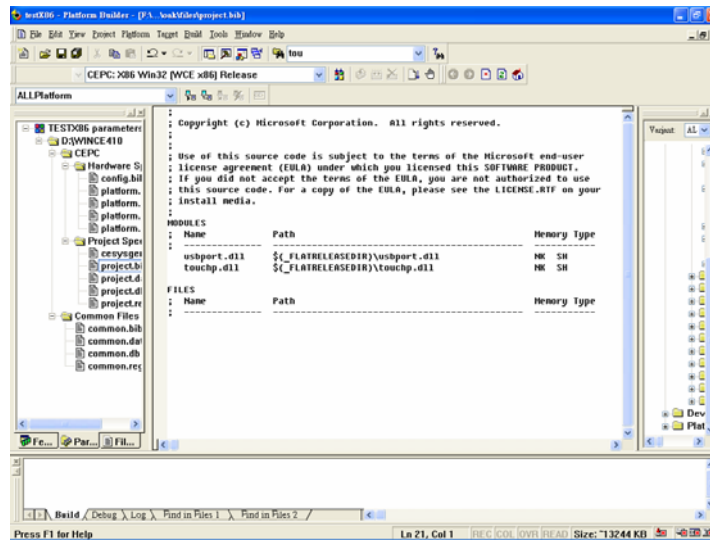 testX86 - Platform Builder - [F:\...\osk\files\project.bib]
File Edit View Project Platform Target Build Tools Window Help
tou
CEPC: X86 Win32 (WCE x86) Release
ALLPlatform
TESTX86 parameters
D:\WINCE410
CEPC
Hardware Sp
config.bil
platform.
platform.
platform.
platform.
Project Spec
cesysgen
project.bi
project.d
project.dl
project.re
Common Files
common.bib
common.dat
common.db
common.reg
Fe... Par... Fil...
;
; Copyright (c) Microsoft Corporation.  All rights reserved.
;
;
; Use of this source code is subject to the terms of the Microsoft end-user
; license agreement (EULA) under which you licensed this SOFTWARE PRODUCT.
; If you did not accept the terms of the EULA, you are not authorized to use
; this source code. For a copy of the EULA, please see the LICENSE.RTF on your
; install media.
;
MODULES
; Name Path Memory Type
; -------------- ---------------------------------------------- -----------
usbport.dll $(_FLATRELEASEDIR)\usbport.dll NK SH
touchp.dll $(_FLATRELEASEDIR)\touchp.dll NK SH
FILES
; Name Path Memory Type
; -------------- ---------------------------------------------- -----------
Variant: AL
Dev
Plat
Build Debug Log Find in Files 1 Find in Files 2
Press F1 for Help
Ln 21, Col 1 REC COL OVR READ Size: ~13244 KB